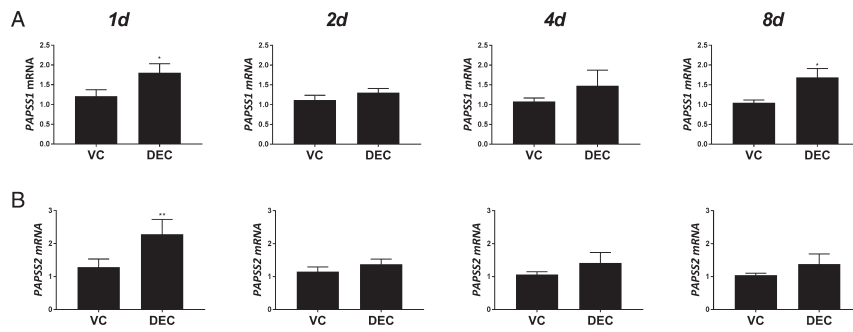 A
1d
2d
4d
8d
PAPSS1 mRNA
2.5
2.0
1.5
1.0
0.5
0.0
*
VC DEC
PAPSS1 mRNA
2.5
2.0
1.5
1.0
0.5
0.0
VC DEC
PAPSS1 mRNA
2.5
2.0
1.5
1.0
0.5
0.0
VC DEC
PAPSS1 mRNA
2.5
2.0
1.5
1.0
0.5
0.0
*
VC DEC
B
PAPSS2 mRNA
3
2
1
0
**
VC DEC
PAPSS2 mRNA
3
2
1
0
VC DEC
PAPSS2 mRNA
3
2
1
0
VC DEC
PAPSS2 mRNA
3
2
1
0
VC DEC